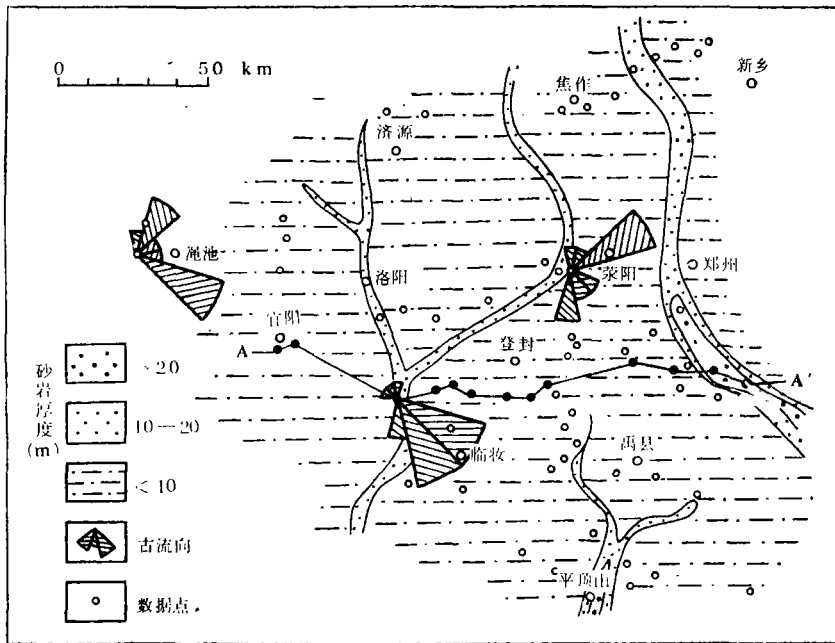 0 50 km
新乡
焦作
济源
渑池
荥阳
郑州
洛阳
宜阳
A
登封
A′
砂岩厚度(m)
>20
10—20
<10
临汝
禹县
古流向
平顶山
数据点